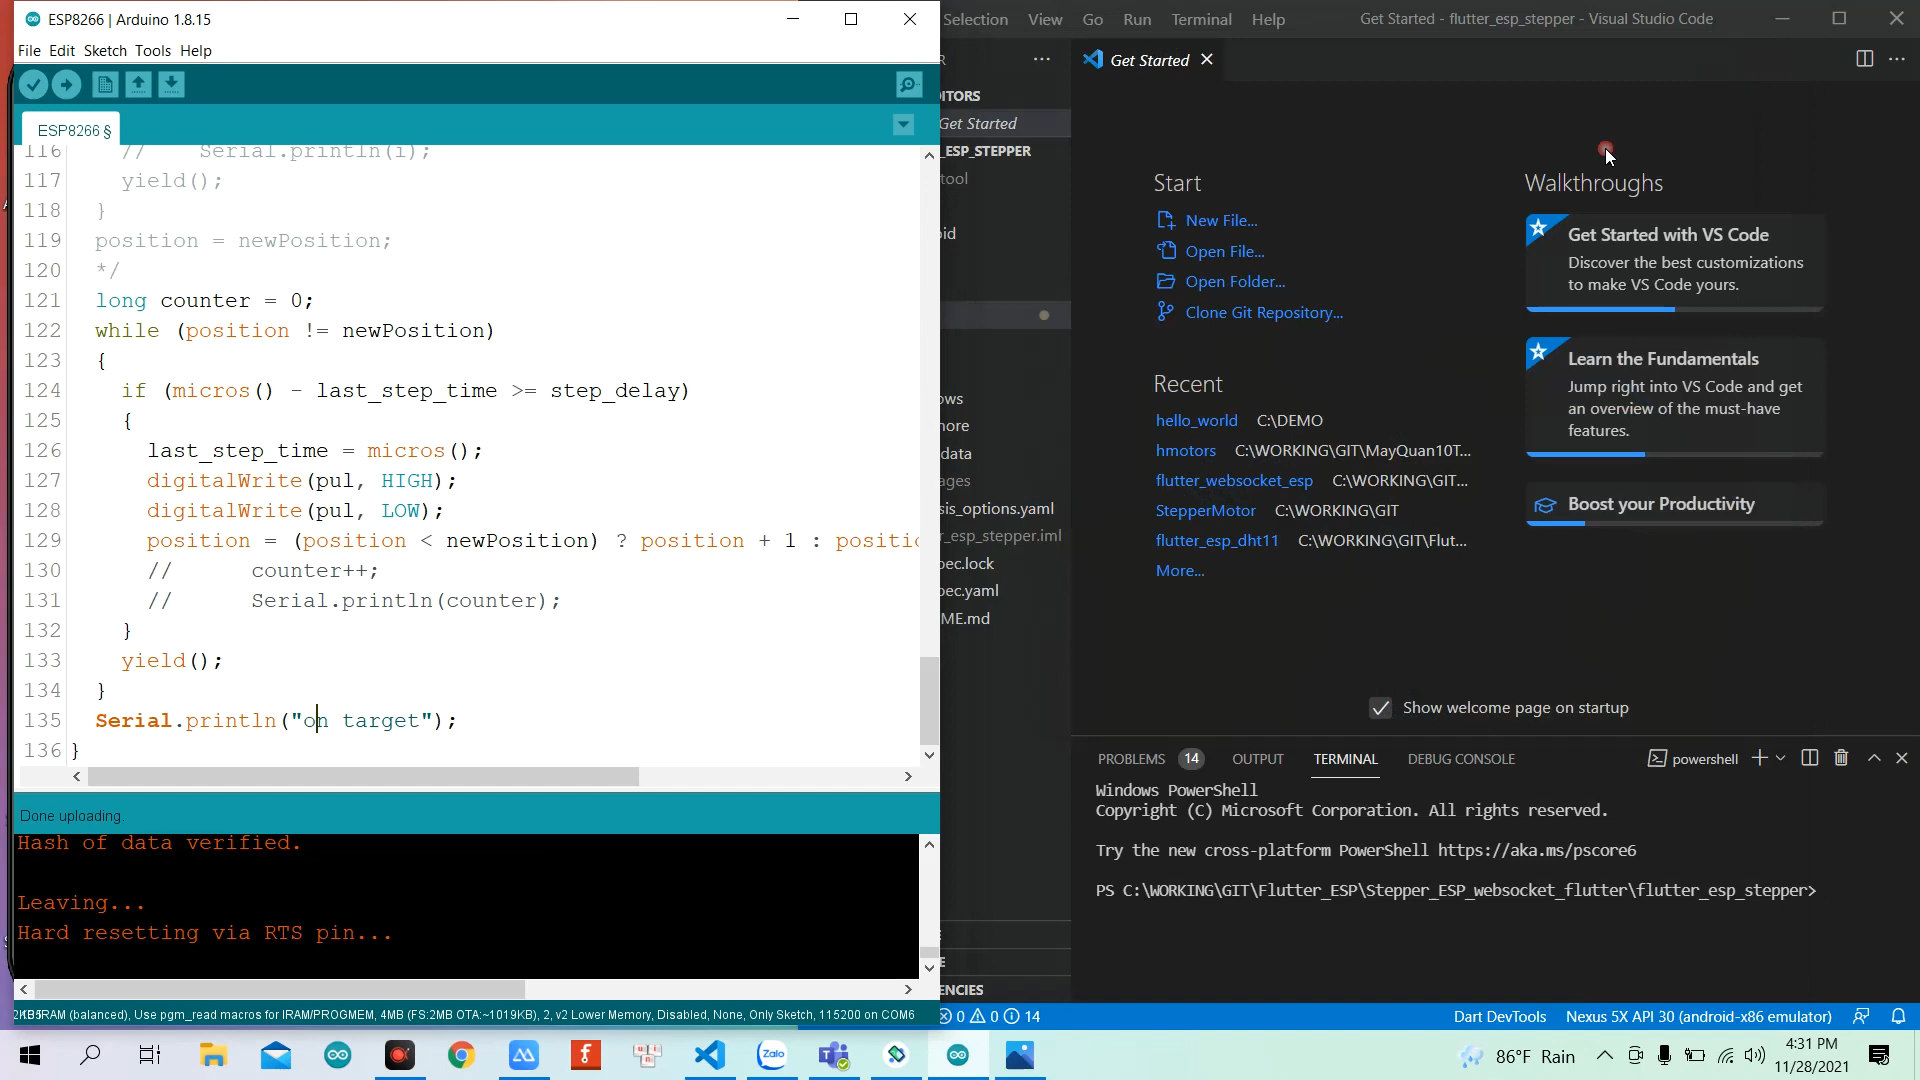 ESP8266 | Arduino 1.8.15
File Edit Sketch Tools Help
ESP8266 §
116 // Serial.println(i);
117 yield();
118 }
119 position = newPosition;
120 */
121 long counter = 0;
122 while (position != newPosition)
123 {
124 if (micros() - last_step_time >= step_delay)
125 {
126 last_step_time = micros();
127 digitalWrite(pul, HIGH);
128 digitalWrite(pul, LOW);
129 position = (position < newPosition) ? position + 1 : positio
130 // counter++;
131 // Serial.println(counter);
132 }
133 yield();
134 }
135 Serial.println("on target");
136 }
Done uploading.
Hash of data verified.
Leaving...
Hard resetting via RTS pin...
RAM (balanced), Use pgm_read macros for IRAM/PROGMEM, 4MB (FS:2MB OTA:~1019KB), 2, v2 Lower Memory, Disabled, None, Only Sketch, 115200 on COM6
Selection View Go Run Terminal Help
Get Started - flutter_esp_stepper - Visual Studio Code
R
ITORS
Get Started
_ESP_STEPPER
tool
id
ows
nore
data
ages
sis_options.yaml
r_esp_stepper.iml
pec.lock
pec.yaml
ME.md
E
E
ENCIES
Get Started
Start
New File...
Open File...
Open Folder...
Clone Git Repository...
Recent
hello_world C:\DEMO
hmotors C:\WORKING\GIT\MayQuan10T...
flutter_websocket_esp C:\WORKING\GIT...
StepperMotor C:\WORKING\GIT
flutter_esp_dht11 C:\WORKING\GIT\Flut...
More...
Walkthroughs
Get Started with VS Code
Discover the best customizations
to make VS Code yours.
Learn the Fundamentals
Jump right into VS Code and get
an overview of the must-have
features.
Boost your Productivity
Show welcome page on startup
PROBLEMS 14 OUTPUT TERMINAL DEBUG CONSOLE
powershell
Windows PowerShell
Copyright (C) Microsoft Corporation. All rights reserved.
Try the new cross-platform PowerShell https://aka.ms/pscore6
PS C:\WORKING\GIT\Flutter_ESP\Stepper_ESP_websocket_flutter\flutter_esp_stepper>
0 0 14
Dart DevTools Nexus 5X API 30 (android-x86 emulator)
Zalo
86°F Rain
4:31 PM
11/28/2021